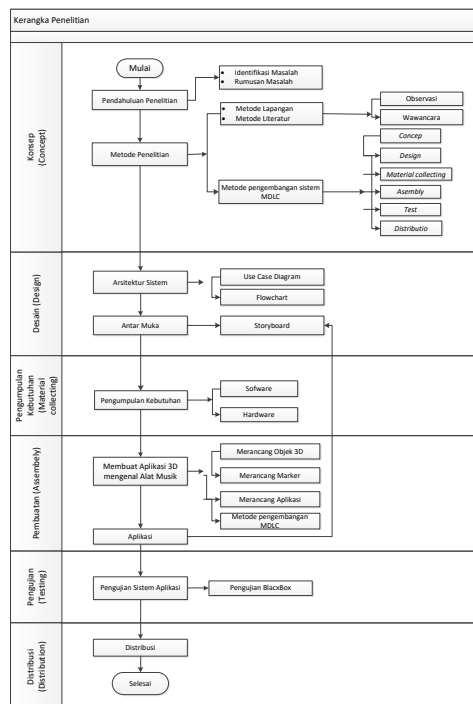 Kerangka Penelitian
Konsep
(Concept)
Mulai
Pendahuluan Penelitian
Identifikasi Masalah
Rumusan Masalah
Metode Penelitian
Metode Lapangan
Metode Literatur
Observasi
Wawancara
Metode pengembangan sistem
MDLC
Concep
Design
Material collecting
Asembly
Test
Distributio
Desain (Design)
Arsitektur Sistem
Use Case Diagram
Flowchart
Antar Muka
Storyboard
Pengumpulan
Kebutuhan
(Material
collecting)
Pengumpulan Kebutuhan
Sofware
Hardware
Pembuatan (Assembely)
Membuat Aplikasi 3D
mengenal Alat Musik
Merancang Objek 3D
Merancang Marker
Merancang Aplikasi
Metode pengembangan
MDLC
Aplikasi
Pengujian
(Testing)
Pengujian Sistem Aplikasi
Pengujian BlacxBox
Distribusi
(Distribution)
Distribusi
Selesai